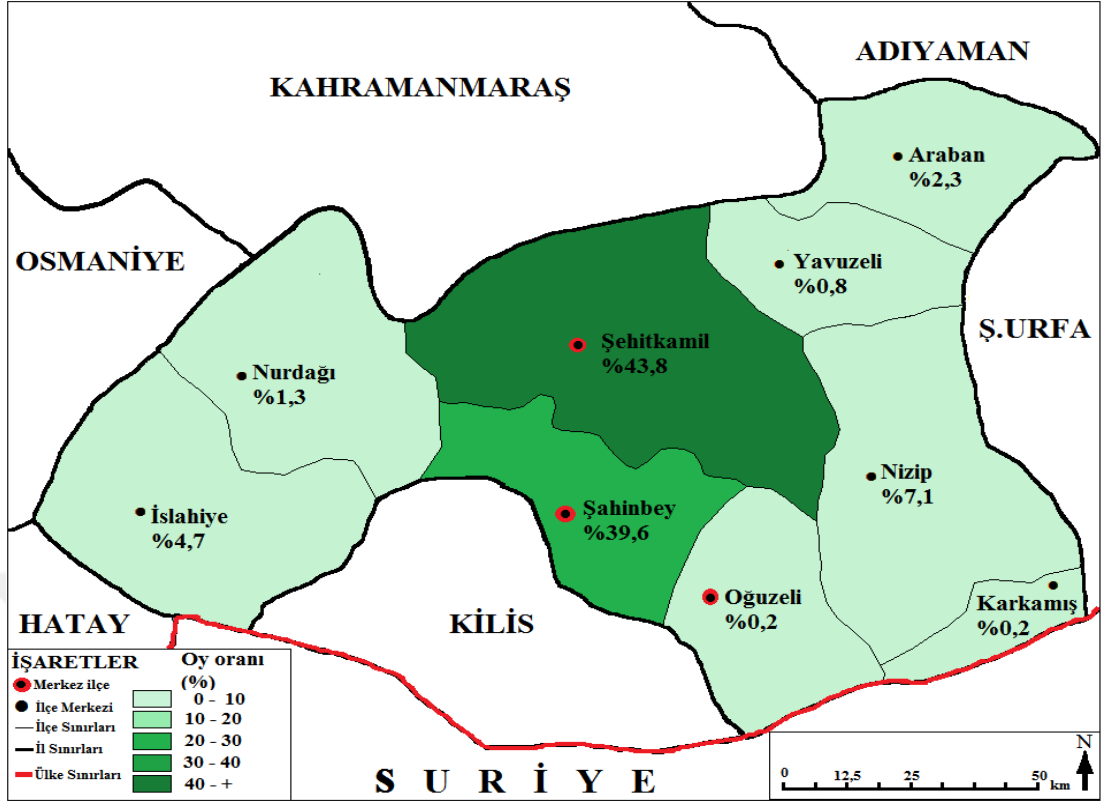 ADIYAMAN
KAHRAMANMARAŞ
Araban
%2,3
OSMANİYE
Yavuzeli
%0,8
Ş.URFA
Şehitkamil
%43,8
Nurdağı
%1,3
Nizip
%7,1
İslahiye
%4,7
Şahinbey
%39,6
Oğuzeli
%0,2
Karkamış
%0,2
HATAY
KİLİS
İŞARETLER
Merkez ilçe
İlçe Merkezi
İlçe Sınırları
İl Sınırları
Ülke Sınırları
Oy oranı
(%)
0 - 10
10 - 20
20 - 30
30 - 40
40 - +
SURİYE
N
0 12,5 25 50 km